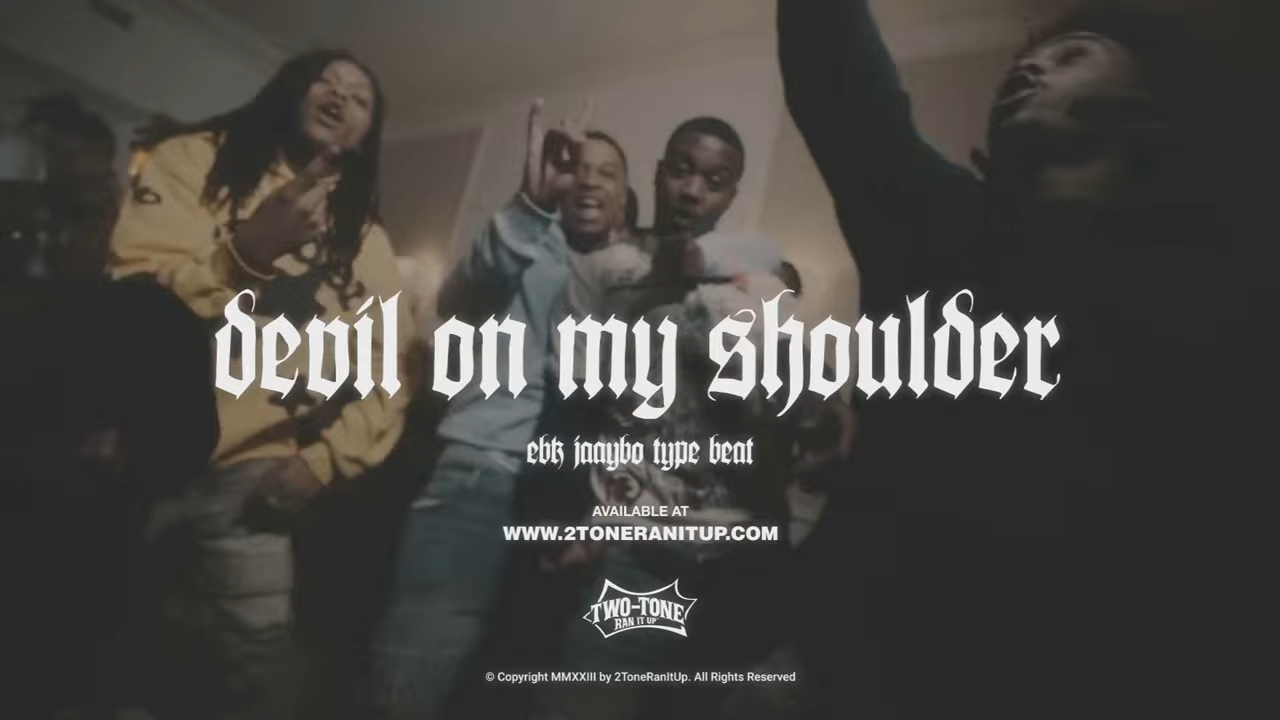 devil on my shoulder
ebk jaaybo type beat
AVAILABLE AT
WWW.2TONERANITUP.COM
TWO-TONE
RAN IT UP
© Copyright MMXXIII by 2ToneRanItUp. All Rights Reserved